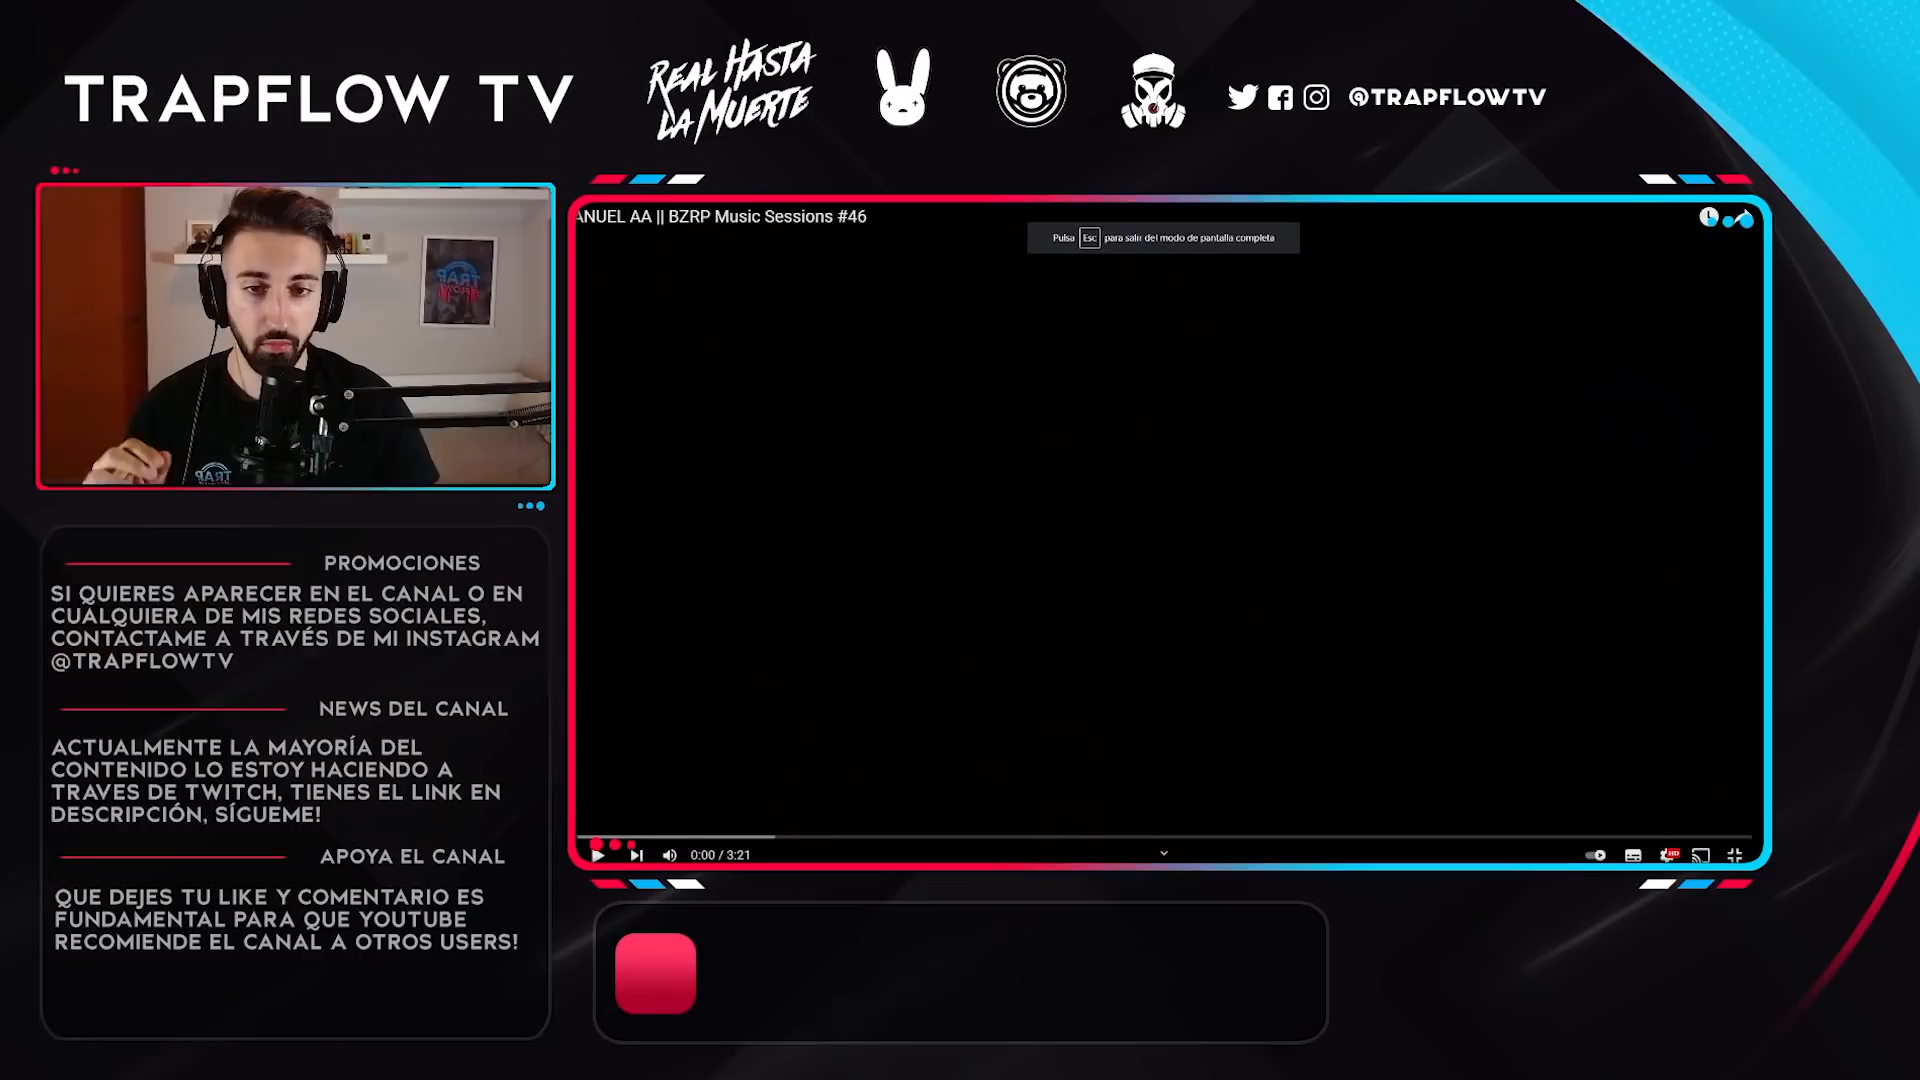 TRAPFLOW TV
REAL HASTA
LA MUERTE
@TRAPFLOWTV
ANUEL AA || BZRP Music Sessions #46
Pulsa Esc para salir del modo de pantalla completa
TRAP
FLOW
TRAP
PROMOCIONES
SI QUIERES APARECER EN EL CANAL O EN
CUALQUIERA DE MIS REDES SOCIALES,
CONTACTAME A TRAVÉS DE MI INSTAGRAM
@TRAPFLOWTV
NEWS DEL CANAL
ACTUALMENTE LA MAYORÍA DEL
CONTENIDO LO ESTOY HACIENDO A
TRAVES DE TWITCH, TIENES EL LINK EN
DESCRIPCIÓN, SÍGUEME!
APOYA EL CANAL
QUE DEJES TU LIKE Y COMENTARIO ES
FUNDAMENTAL PARA QUE YOUTUBE
RECOMIENDE EL CANAL A OTROS USERS!
0:00 / 3:21
HD